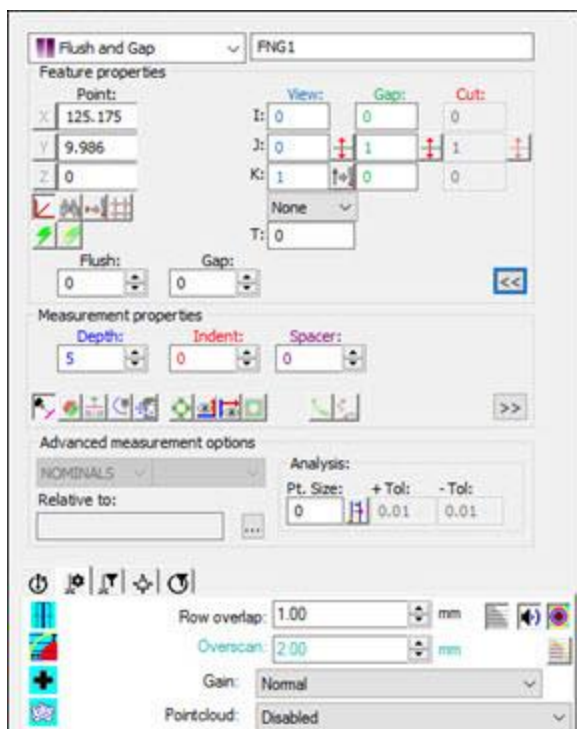 Flush and Gap FNG1
Feature properties
Point: View: Gap: Cut:
X 125.175 I: 0 0 0
Y 9.986 J: 0 1 1
Z 0 K: 1 0 0
None
T: 0
Flush: Gap:
0 0 <<
Measurement properties
Depth: Indent: Spacer:
5 0 0
>>
Advanced measurement options
NOMINALS Analysis:
Relative to: Pt. Size: + Tol: - Tol:
0 0.01 0.01
...
Row overlap: 1.00 mm
Overscan: 2.00 mm
Gain: Normal
Pointcloud: Disabled